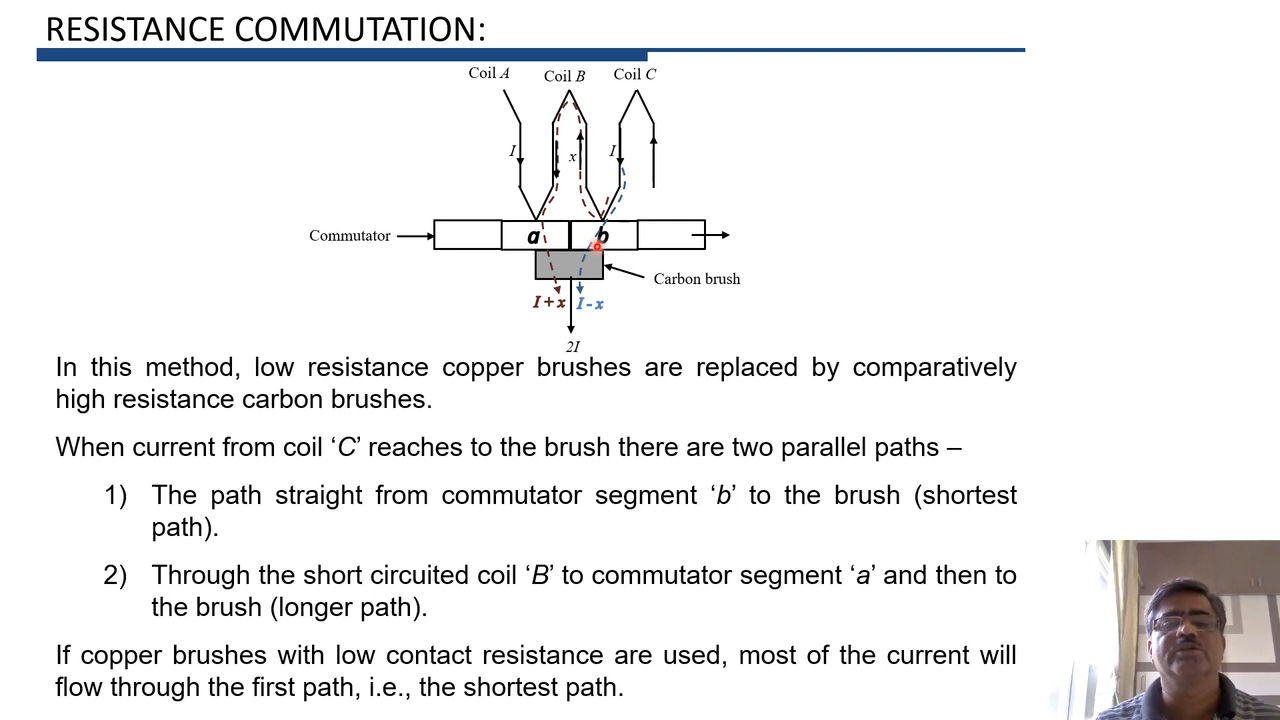 RESISTANCE COMMUTATION:
Coil A
Coil B
Coil C
I
x
I
Commutator
a
b
Carbon brush
I+x
I-x
2I
In this method, low resistance copper brushes are replaced by comparatively
high resistance carbon brushes.
When current from coil ‘C’ reaches to the brush there are two parallel paths –
1) The path straight from commutator segment ‘b’ to the brush (shortest
path).
2) Through the short circuited coil ‘B’ to commutator segment ‘a’ and then to
the brush (longer path).
If copper brushes with low contact resistance are used, most of the current will
flow through the first path, i.e., the shortest path.